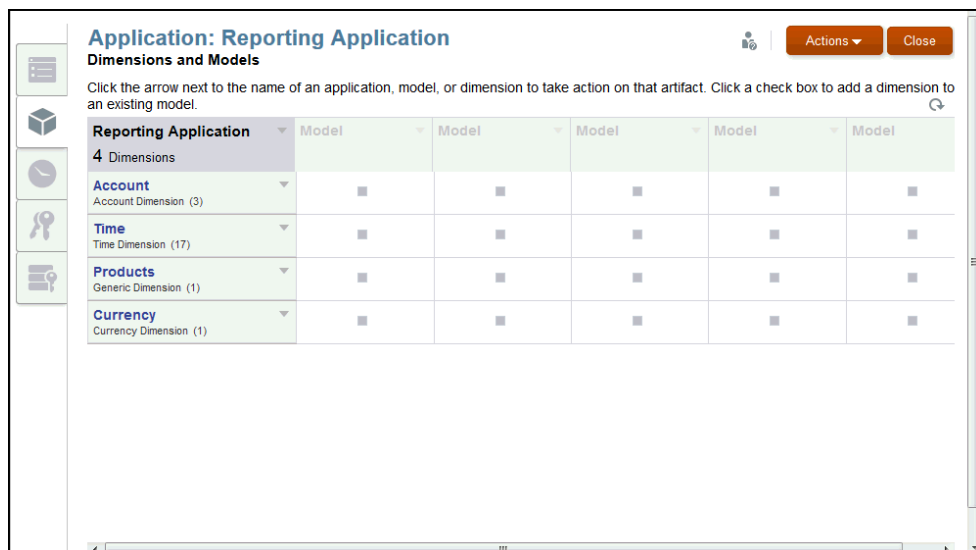 Application: Reporting Application
Actions
Close
Dimensions and Models
Click the arrow next to the name of an application, model, or dimension to take action on that artifact. Click a check box to add a dimension to
an existing model.
Reporting Application Model Model Model Model Model
4 Dimensions
Account
Account Dimension (3)
Time
Time Dimension (17)
Products
Generic Dimension (1)
Currency
Currency Dimension (1)